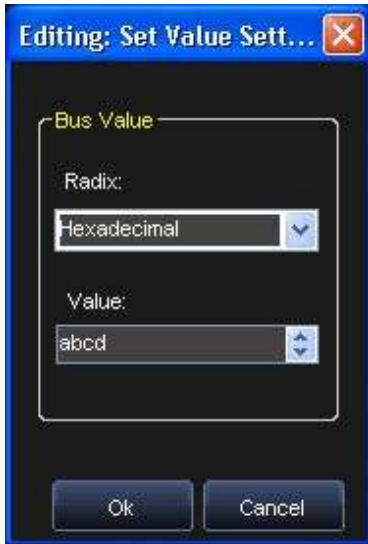 Editing: Set Value Sett...
Bus Value
Radix:
Hexadecimal
Value:
abcd
Ok
Cancel